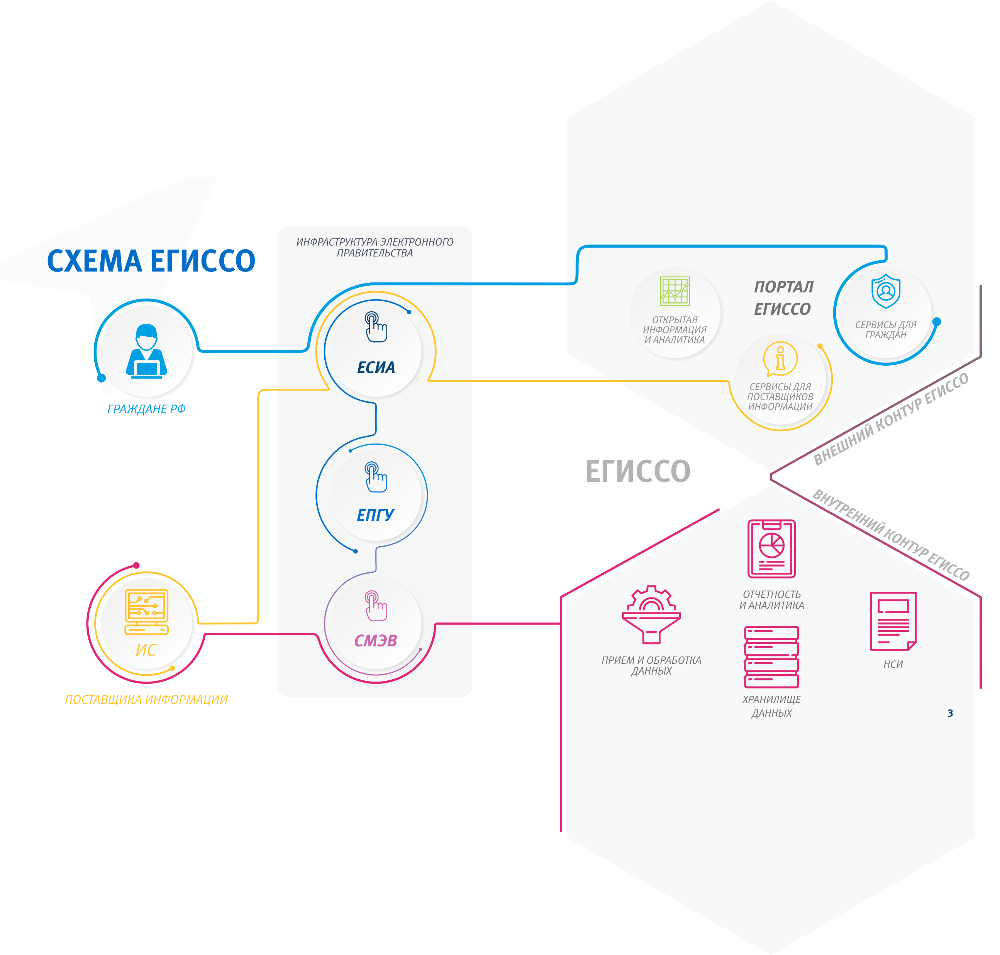 СХЕМА ЕГИССО
ГРАЖДАНЕ РФ
ИС
ПОСТАВЩИКА ИНФОРМАЦИИ
ИНФРАСТРУКТУРА ЭЛЕКТРОННОГО
ПРАВИТЕЛЬСТВА
ЕСИА
ЕПГУ
СМЭВ
ОТКРЫТАЯ
ИНФОРМАЦИЯ
И АНАЛИТИКА
ПОРТАЛ
ЕГИССО
СЕРВИСЫ ДЛЯ
ГРАЖДАН
СЕРВИСЫ ДЛЯ
ПОСТАВЩИКОВ
ИНФОРМАЦИИ
ВНЕШНИЙ КОНТУР ЕГИССО
ЕГИССО
ВНУТРЕННИЙ КОНТУР ЕГИССО
ОТЧЕТНОСТЬ
И АНАЛИТИКА
ПРИЕМ И ОБРАБОТКА
ДАННЫХ
НСИ
ХРАНИЛИЩЕ
ДАННЫХ
3